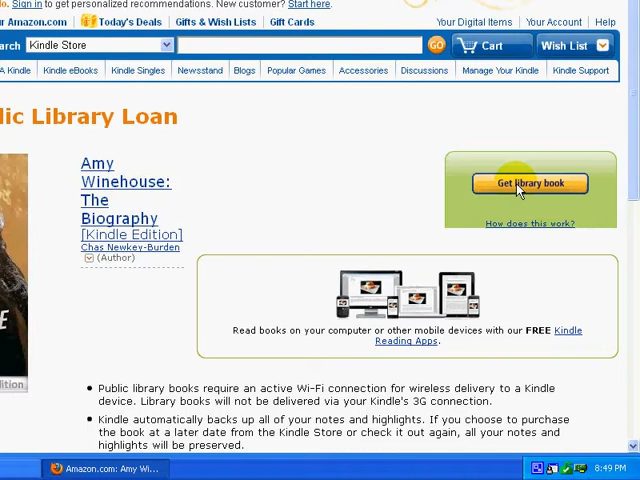 lo. Sign in to get personalized recommendations. New customer? Start here.
ur Amazon.com Today's Deals Gifts & Wish Lists Gift Cards Your Digital Items Your Account Help
earch Kindle Store GO Cart Wish List
A Kindle Kindle eBooks Kindle Singles Newsstand Blogs Popular Games Accessories Discussions Manage Your Kindle Kindle Support
lic Library Loan
Amy
Winehouse:
The
Biography
[Kindle Edition]
Chas Newkey-Burden
(Author)
Get library book
How does this work?
Read books on your computer or other mobile devices with our FREE Kindle
Reading Apps.
E
dition
• Public library books require an active Wi-Fi connection for wireless delivery to a Kindle
device. Library books will not be delivered via your Kindle's 3G connection.
• Kindle automatically backs up all of your notes and highlights. If you choose to purchase
the book at a later date from the Kindle Store or check it out again, all your notes and
highlights will be preserved.
Amazon.com: Amy Wi...
8:49 PM